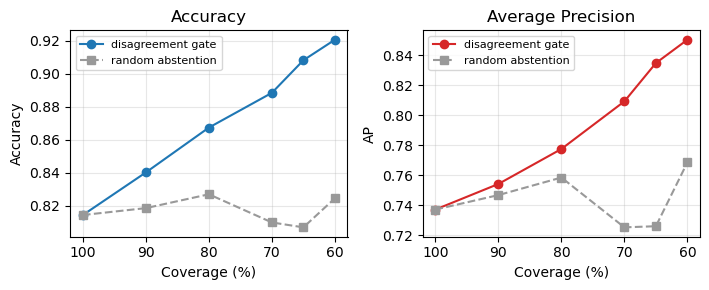 Accuracy
disagreement gate
random abstention
0.92
0.90
0.88
0.86
0.84
0.82
Accuracy
100 90 80 70 60
Coverage (%)
Average Precision
disagreement gate
random abstention
0.84
0.82
0.80
0.78
0.76
0.74
0.72
AP
100 90 80 70 60
Coverage (%)